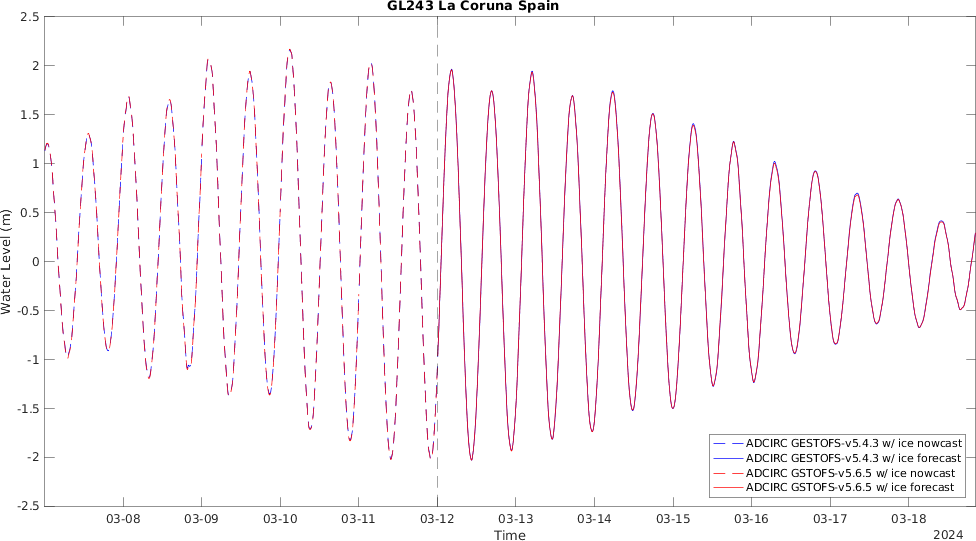 GL243 La Coruna Spain
2.5
2
1.5
1
0.5
0
-0.5
-1
-1.5
-2
-2.5
Water Level (m)
ADCIRC GESTOFS-v5.4.3 w/ ice nowcast
ADCIRC GESTOFS-v5.4.3 w/ ice forecast
ADCIRC GSTOFS-v5.6.5 w/ ice nowcast
ADCIRC GSTOFS-v5.6.5 w/ ice forecast
03-08 03-09 03-10 03-11 03-12 03-13 03-14 03-15 03-16 03-17 03-18
Time
2024